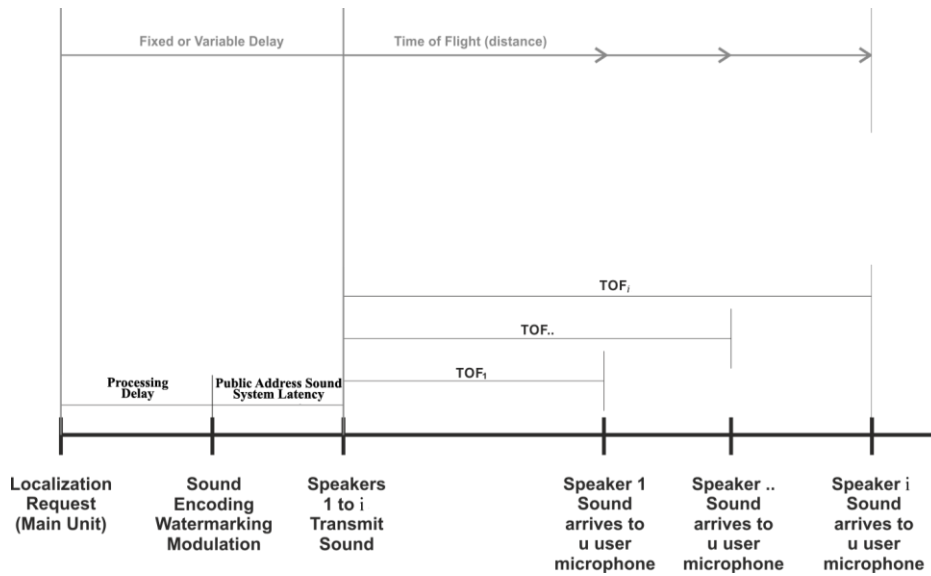 Fixed or Variable Delay
Time of Flight (distance)
TOFi
TOF..
TOF1
Processing
Delay
Public Address Sound
System Latency
Localization
Request
(Main Unit)
Sound
Encoding
Watermarking
Modulation
Speakers
1 to i
Transmit
Sound
Speaker 1
Sound
arrives to
u user
microphone
Speaker ..
Sound
arrives to
u user
microphone
Speaker i
Sound
arrives to
u user
microphone